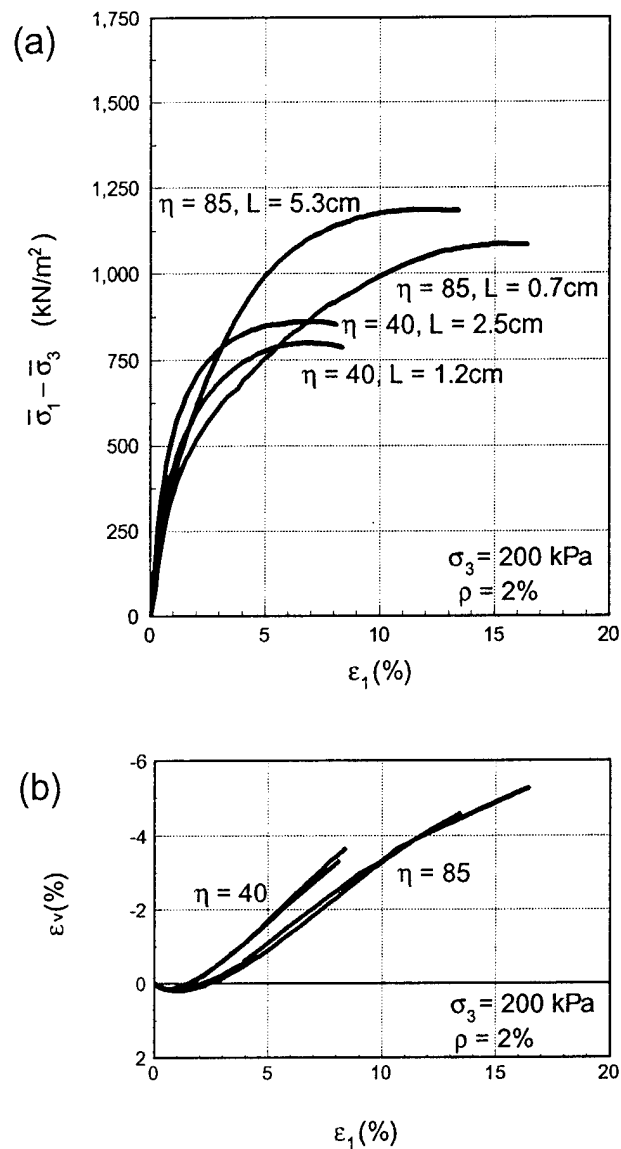 (a)
1,750
1,500
1,250
1,000
750
500
250
0
σ̅₁ – σ̅₃ (kN/m²)
η = 85, L = 5.3cm
η = 85, L = 0.7cm
η = 40, L = 2.5cm
η = 40, L = 1.2cm
σ₃ = 200 kPa
ρ = 2%
0 5 10 15 20
ε₁(%)
(b)
-6
-4
-2
0
2
εᵥ(%)
η = 40
η = 85
σ₃ = 200 kPa
ρ = 2%
0 5 10 15 20
ε₁(%)